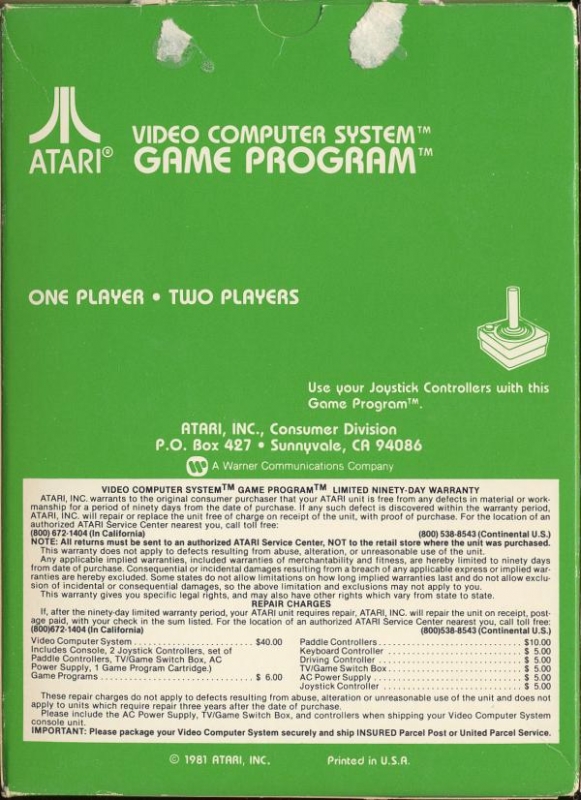 ATARI®
VIDEO COMPUTER SYSTEM™
GAME PROGRAM™
ONE PLAYER • TWO PLAYERS
Use your Joystick Controllers with this
Game Program™.
ATARI, INC., Consumer Division
P.O. Box 427 • Sunnyvale, CA 94086
A Warner Communications Company
VIDEO COMPUTER SYSTEM™ GAME PROGRAM™ LIMITED NINETY-DAY WARRANTY
ATARI, INC. warrants to the original consumer purchaser that your ATARI unit is free from any defects in material or work-
manship for a period of ninety days from the date of purchase. If any such defect is discovered within the warranty period,
ATARI, INC. will repair or replace the unit free of charge on receipt of the unit, with proof of purchase. For the location of an
authorized ATARI Service Center nearest you, call toll free:
(800) 672-1404 (In California) (800) 538-8543 (Continental U.S.)
NOTE: All returns must be sent to an authorized ATARI Service Center, NOT to the retail store where the unit was purchased.
This warranty does not apply to defects resulting from abuse, alteration, or unreasonable use of the unit.
Any applicable implied warranties, included warranties of merchantability and fitness, are hereby limited to ninety days
from date of purchase. Consequential or incidental damages resulting from a breach of any applicable express or implied war-
ranties are hereby excluded. Some states do not allow limitations on how long implied warranties last and do not allow exclu-
sion of incidental or consequential damages, so the above limitation and exclusions may not apply to you.
This warranty gives you specific legal rights, and may also have other rights which vary from state to state.
REPAIR CHARGES
If, after the ninety-day limited warranty period, your ATARI unit requires repair, ATARI, INC. will repair the unit on receipt, post-
age paid, with your check in the sum listed. For the location of an authorized ATARI Service Center nearest you, call toll free:
(800)672-1404 (In California) (800)538-8543 (Continental U.S.)
Video Computer System .................... $40.00
Includes Console, 2 Joystick Controllers, set of
Paddle Controllers, TV/Game Switch Box, AC
Power Supply, 1 Game Program Cartridge.)
Game Programs .......................... $ 6.00
Paddle Controllers .......................... $10.00
Keyboard Controller ........................ $ 5.00
Driving Controller .......................... $ 5.00
TV/Game Switch Box ........................ $ 5.00
AC Power Supply ........................... $ 5.00
Joystick Controller ......................... $ 5.00
These repair charges do not apply to defects resulting from abuse, alteration or unreasonable use of the unit and does not
apply to units which require repair three years after the date of purchase.
Please include the AC Power Supply, TV/Game Switch Box, and controllers when shipping your Video Computer System
console unit.
IMPORTANT: Please package your Video Computer System securely and ship INSURED Parcel Post or United Parcel Service.
© 1981 ATARI, INC. Printed in U.S.A.